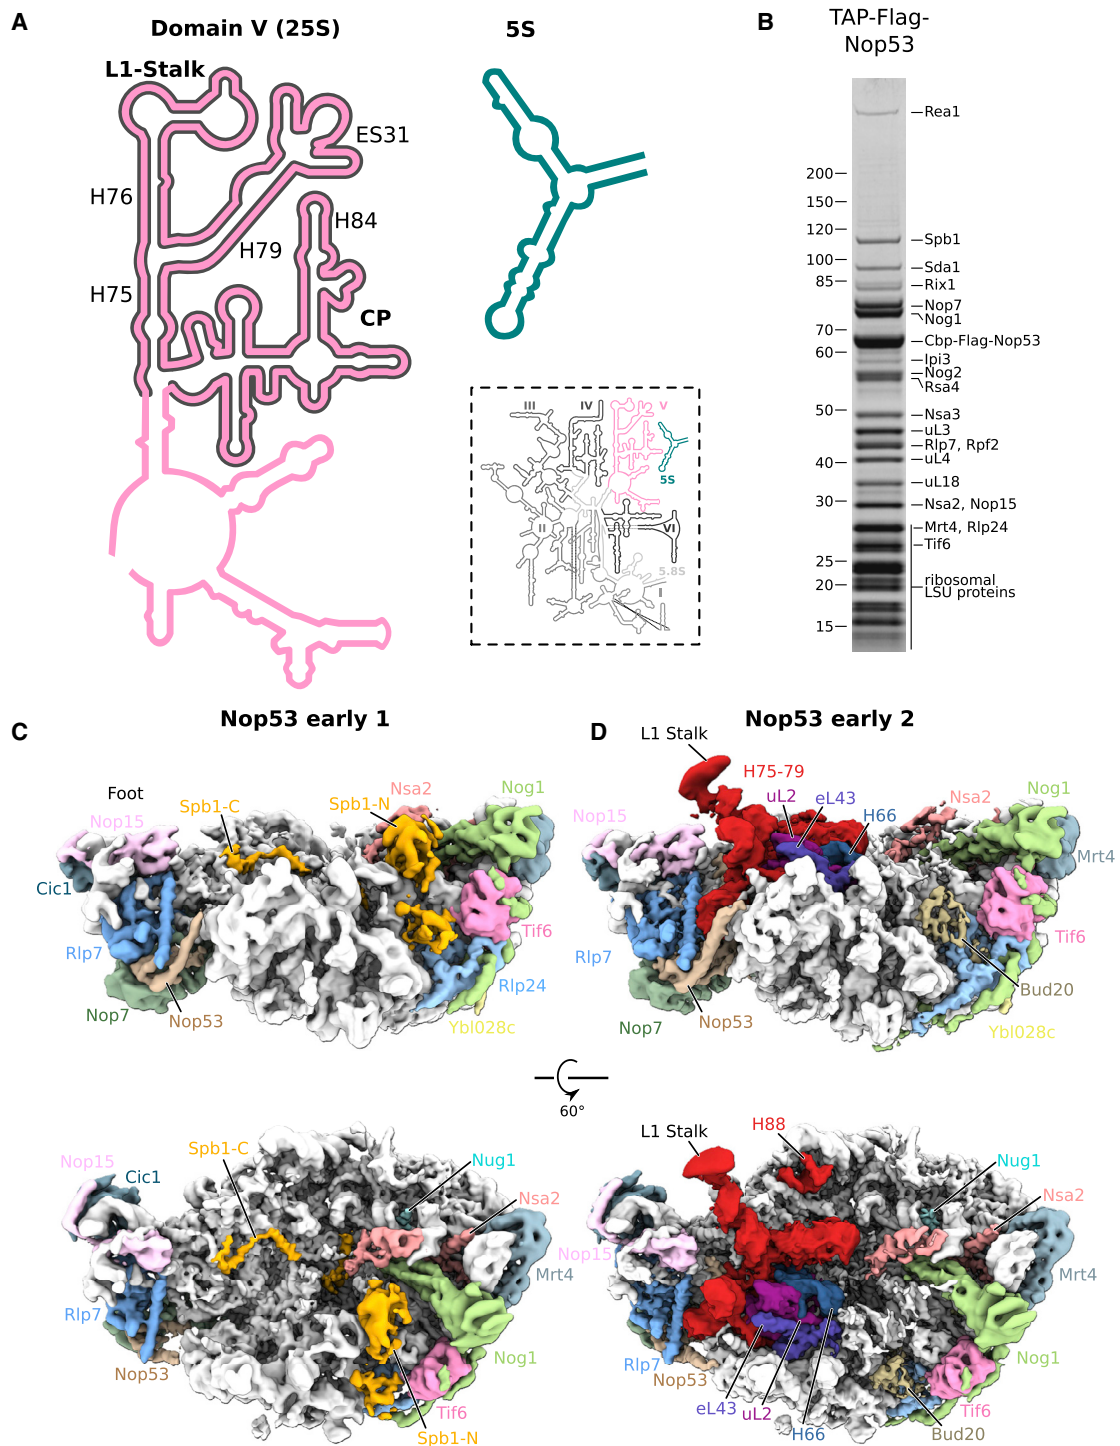 A
Domain V (25S)
5S
L1-Stalk
ES31
H76
H84
H79
H75
CP
III
IV
V
5S
II
VI
5.8S
I
B
TAP-Flag-
Nop53
200
150
120
100
85
70
60
50
40
30
25
20
15
Rea1
Spb1
Sda1
Rix1
Nop7
Nog1
Cbp-Flag-Nop53
Ipi3
Nog2
Rsa4
Nsa3
uL3
Rlp7, Rpf2
uL4
uL18
Nsa2, Nop15
Mrt4, Rlp24
Tif6
ribosomal
LSU proteins
C
Nop53 early 1
Foot
Spb1-C
Spb1-N
Nsa2
Nog1
Nop15
Cic1
Rlp7
Nop7
Nop53
Tif6
Rlp24
Ybl028c
D
Nop53 early 2
L1 Stalk
H75-79
uL2
eL43
H66
Nsa2
Nog1
Nop15
Mrt4
Rlp7
Tif6
Bud20
Nop7
Nop53
Ybl028c
60°
Spb1-C
Nop15
Cic1
Nug1
Nsa2
Mrt4
Rlp7
Nop53
Nog1
Tif6
Spb1-N
L1 Stalk
H88
Nug1
Nsa2
Nop15
Mrt4
Rlp7
Nop53
Nog1
eL43
uL2
H66
Tif6
Bud20